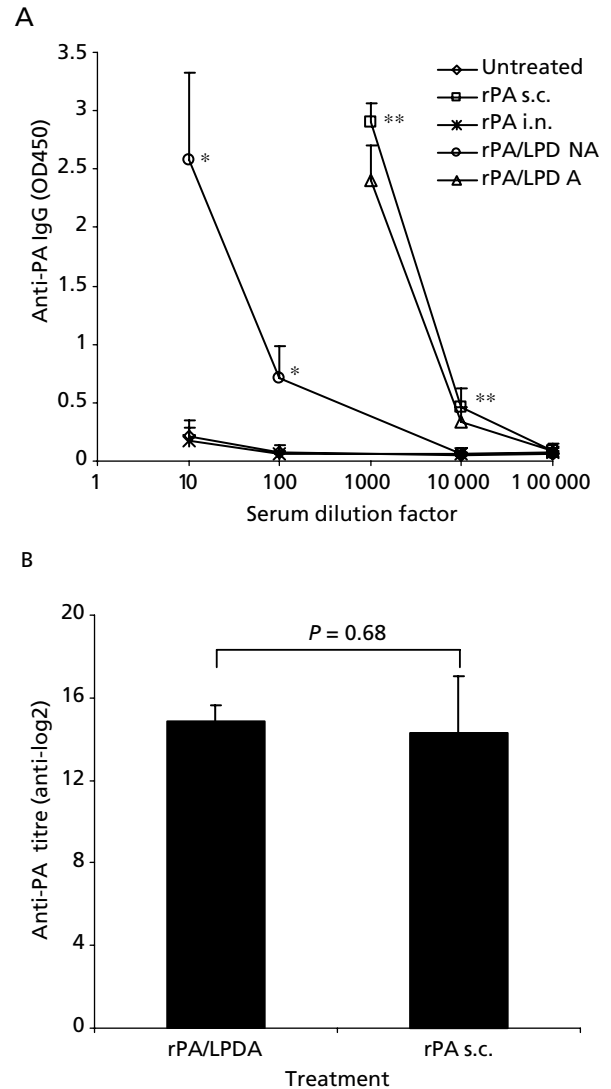 A
3.5
3
2.5
2
1.5
1
0.5
0
Anti-PA IgG (OD450)
Untreated
rPA s.c.
rPA i.n.
rPA/LPD NA
rPA/LPD A
*
*
**
**
1
10
100
1000
10 000
1 00 000
Serum dilution factor
B
20
16
12
8
4
0
Anti-PA titre (anti-log2)
P = 0.68
rPA/LPDA
rPA s.c.
Treatment